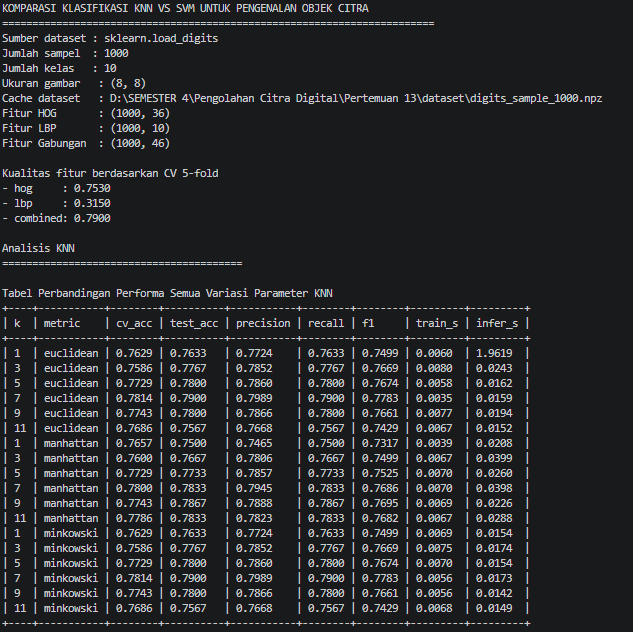 KOMPARASI KLASIFIKASI KNN VS SVM UNTUK PENGENALAN OBJEK CITRA
========================================================================
Sumber dataset : sklearn.load_digits
Jumlah sampel  : 1000
Jumlah kelas   : 10
Ukuran gambar   : (8, 8)
Cache dataset   : D:\SEMESTER 4\Pengolahan Citra Digital\Pertemuan 13\dataset\digits_sample_1000.npz
Fitur HOG       : (1000, 36)
Fitur LBP       : (1000, 10)
Fitur Gabungan  : (1000, 46)
Kualitas fitur berdasarkan CV 5-fold
- hog     : 0.7530
- lbp     : 0.3150
- combined: 0.7900
Analisis KNN
========================================
Tabel Perbandingan Performa Semua Variasi Parameter KNN
+----+-----------+--------+----------+-----------+--------+--------+---------+---------+
| k  | metric    | cv_acc | test_acc | precision | recall | f1     | train_s | infer_s |
+----+-----------+--------+----------+-----------+--------+--------+---------+---------+
| 1  | euclidean | 0.7629 | 0.7633   | 0.7724    | 0.7633 | 0.7499 | 0.0060  | 1.9619  |
| 3  | euclidean | 0.7586 | 0.7767   | 0.7852    | 0.7767 | 0.7669 | 0.0080  | 0.0243  |
| 5  | euclidean | 0.7729 | 0.7800   | 0.7860    | 0.7800 | 0.7674 | 0.0058  | 0.0162  |
| 7  | euclidean | 0.7814 | 0.7900   | 0.7989    | 0.7900 | 0.7783 | 0.0035  | 0.0159  |
| 9  | euclidean | 0.7743 | 0.7800   | 0.7866    | 0.7800 | 0.7661 | 0.0077  | 0.0194  |
| 11 | euclidean | 0.7686 | 0.7567   | 0.7668    | 0.7567 | 0.7429 | 0.0067  | 0.0152  |
| 1  | manhattan | 0.7657 | 0.7500   | 0.7465    | 0.7500 | 0.7317 | 0.0039  | 0.0208  |
| 3  | manhattan | 0.7600 | 0.7667   | 0.7806    | 0.7667 | 0.7499 | 0.0067  | 0.0399  |
| 5  | manhattan | 0.7729 | 0.7733   | 0.7857    | 0.7733 | 0.7525 | 0.0070  | 0.0260  |
| 7  | manhattan | 0.7800 | 0.7833   | 0.7945    | 0.7833 | 0.7686 | 0.0070  | 0.0398  |
| 9  | manhattan | 0.7743 | 0.7867   | 0.7888    | 0.7867 | 0.7695 | 0.0069  | 0.0226  |
| 11 | manhattan | 0.7786 | 0.7833   | 0.7823    | 0.7833 | 0.7682 | 0.0067  | 0.0288  |
| 1  | minkowski | 0.7629 | 0.7633   | 0.7724    | 0.7633 | 0.7499 | 0.0069  | 0.0154  |
| 3  | minkowski | 0.7586 | 0.7767   | 0.7852    | 0.7767 | 0.7669 | 0.0075  | 0.0174  |
| 5  | minkowski | 0.7729 | 0.7800   | 0.7860    | 0.7800 | 0.7674 | 0.0070  | 0.0154  |
| 7  | minkowski | 0.7814 | 0.7900   | 0.7989    | 0.7900 | 0.7783 | 0.0056  | 0.0173  |
| 9  | minkowski | 0.7743 | 0.7800   | 0.7866    | 0.7800 | 0.7661 | 0.0056  | 0.0142  |
| 11 | minkowski | 0.7686 | 0.7567   | 0.7668    | 0.7567 | 0.7429 | 0.0068  | 0.0149  |
+----+-----------+--------+----------+-----------+--------+--------+---------+---------+